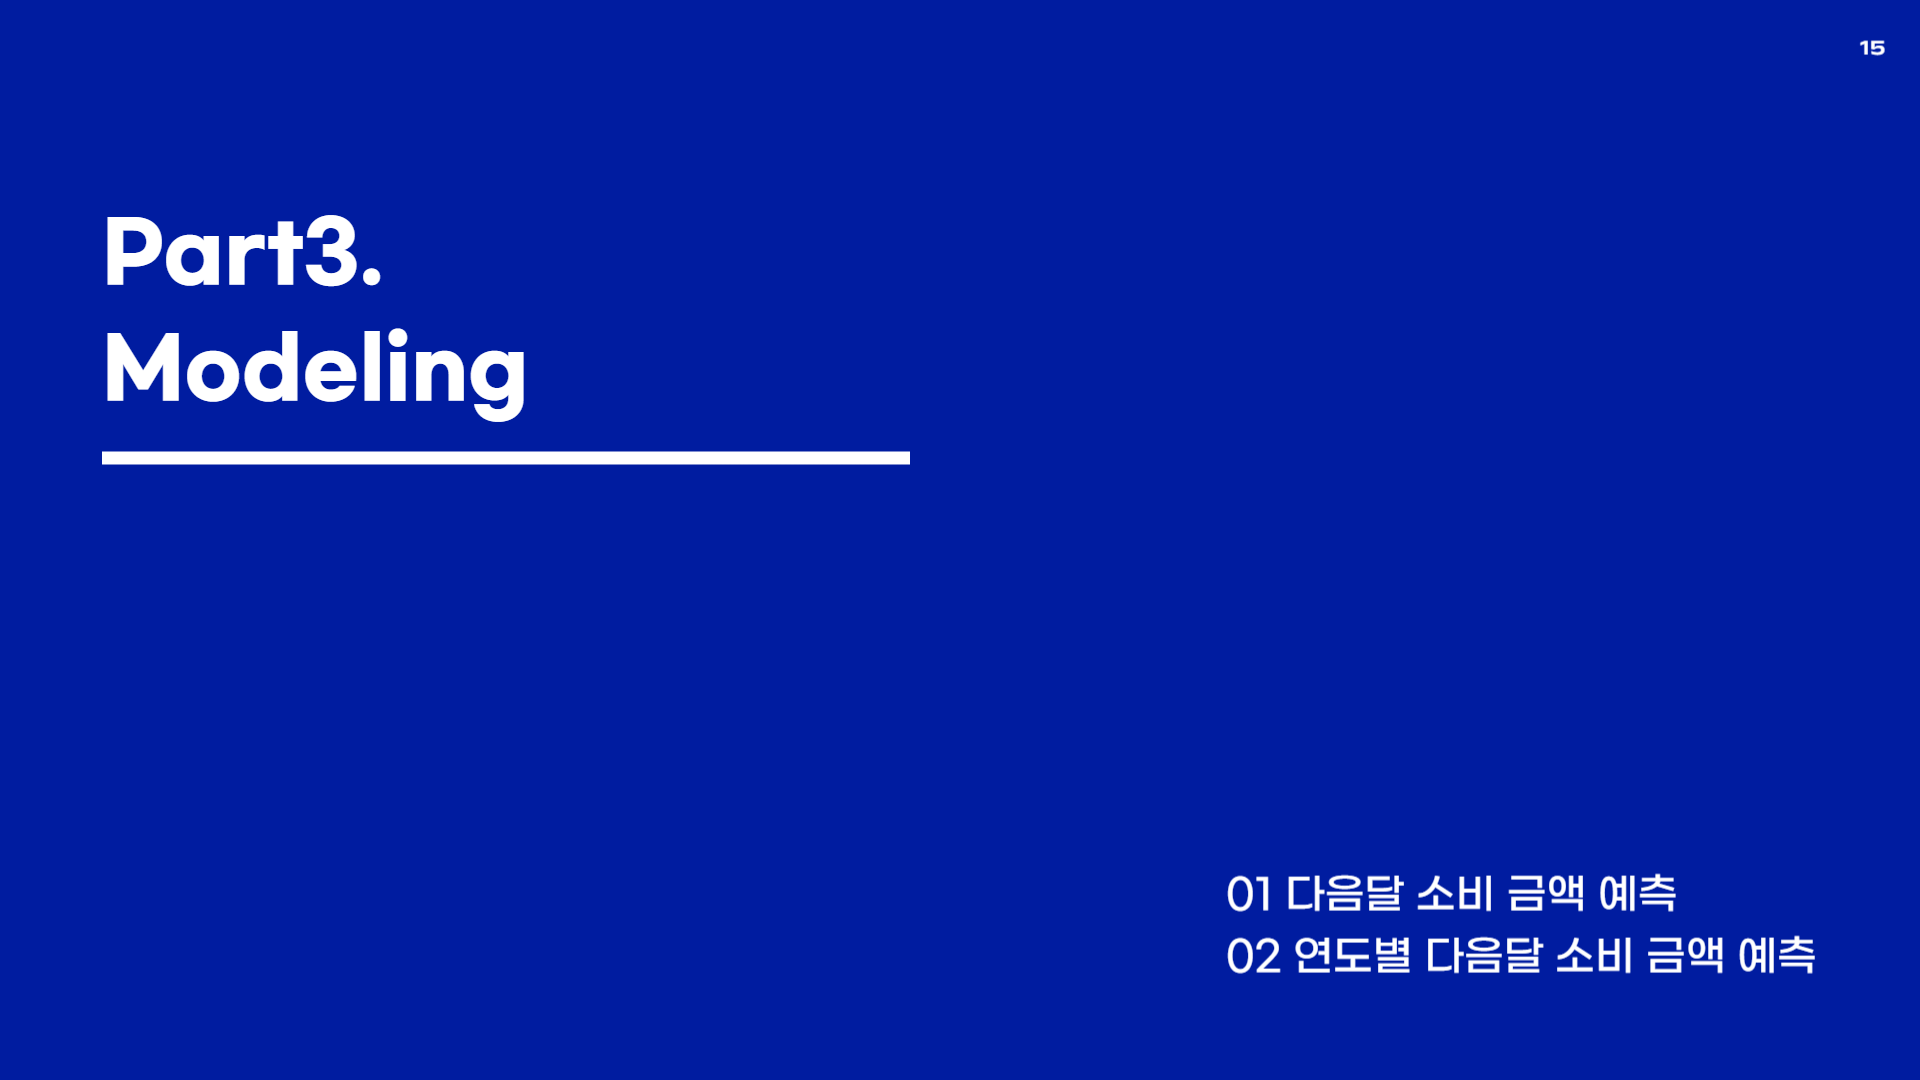 15
Part3.
Modeling
01 다음달 소비 금액 예측
02 연도별 다음달 소비 금액 예측